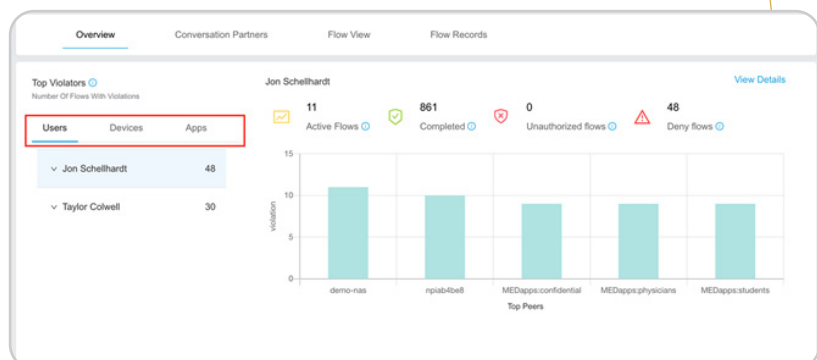 Overview Conversation Partners Flow View Flow Records
Top Violators
Number Of Flows With Violations
Users Devices Apps
Jon Schellhardt 48
Taylor Colwell 30
Jon Schellhardt View Details
11 861 0 48
Active Flows Completed Unauthorized flows Deny flows
15
10
5
0
violation
demo-nas npiab4be8 MEDapps:confidential MEDapps:physicians MEDapps:students
Top Peers